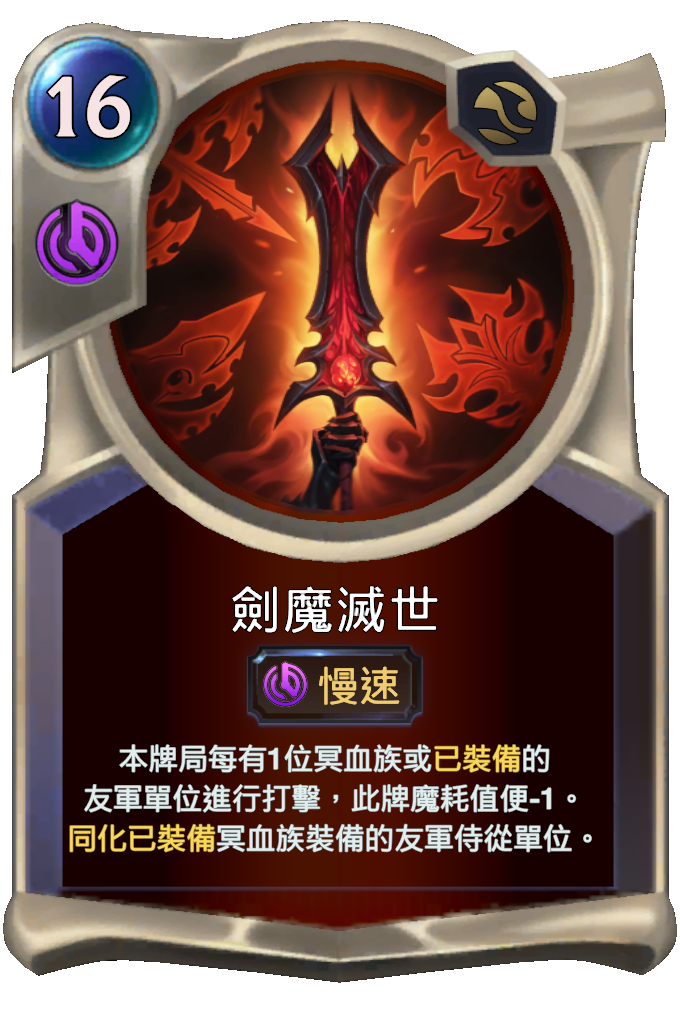 16
劍魔滅世
慢速
本牌局每有1位冥血族或已裝備的
友軍單位進行打擊，此牌魔耗值便-1。
同化已裝備冥血族裝備的友軍侍從單位。